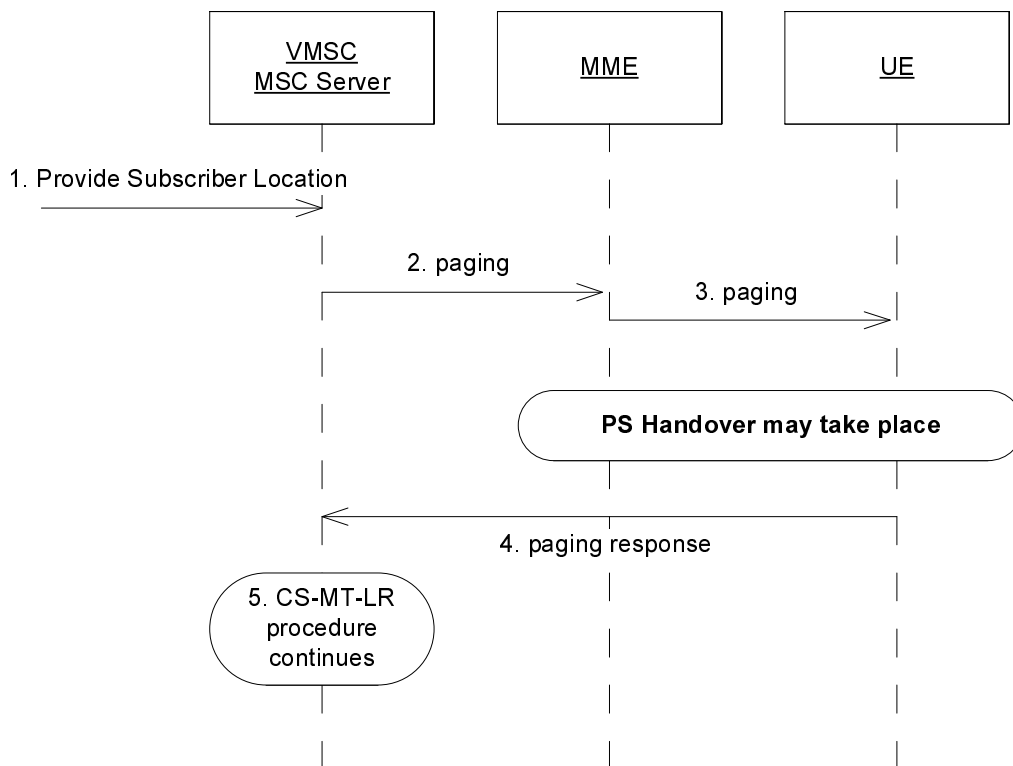 VMSC
MSC Server
MME
UE
1. Provide Subscriber Location
2. paging
3. paging
PS Handover may take place
4. paging response
5. CS-MT-LR
procedure
continues